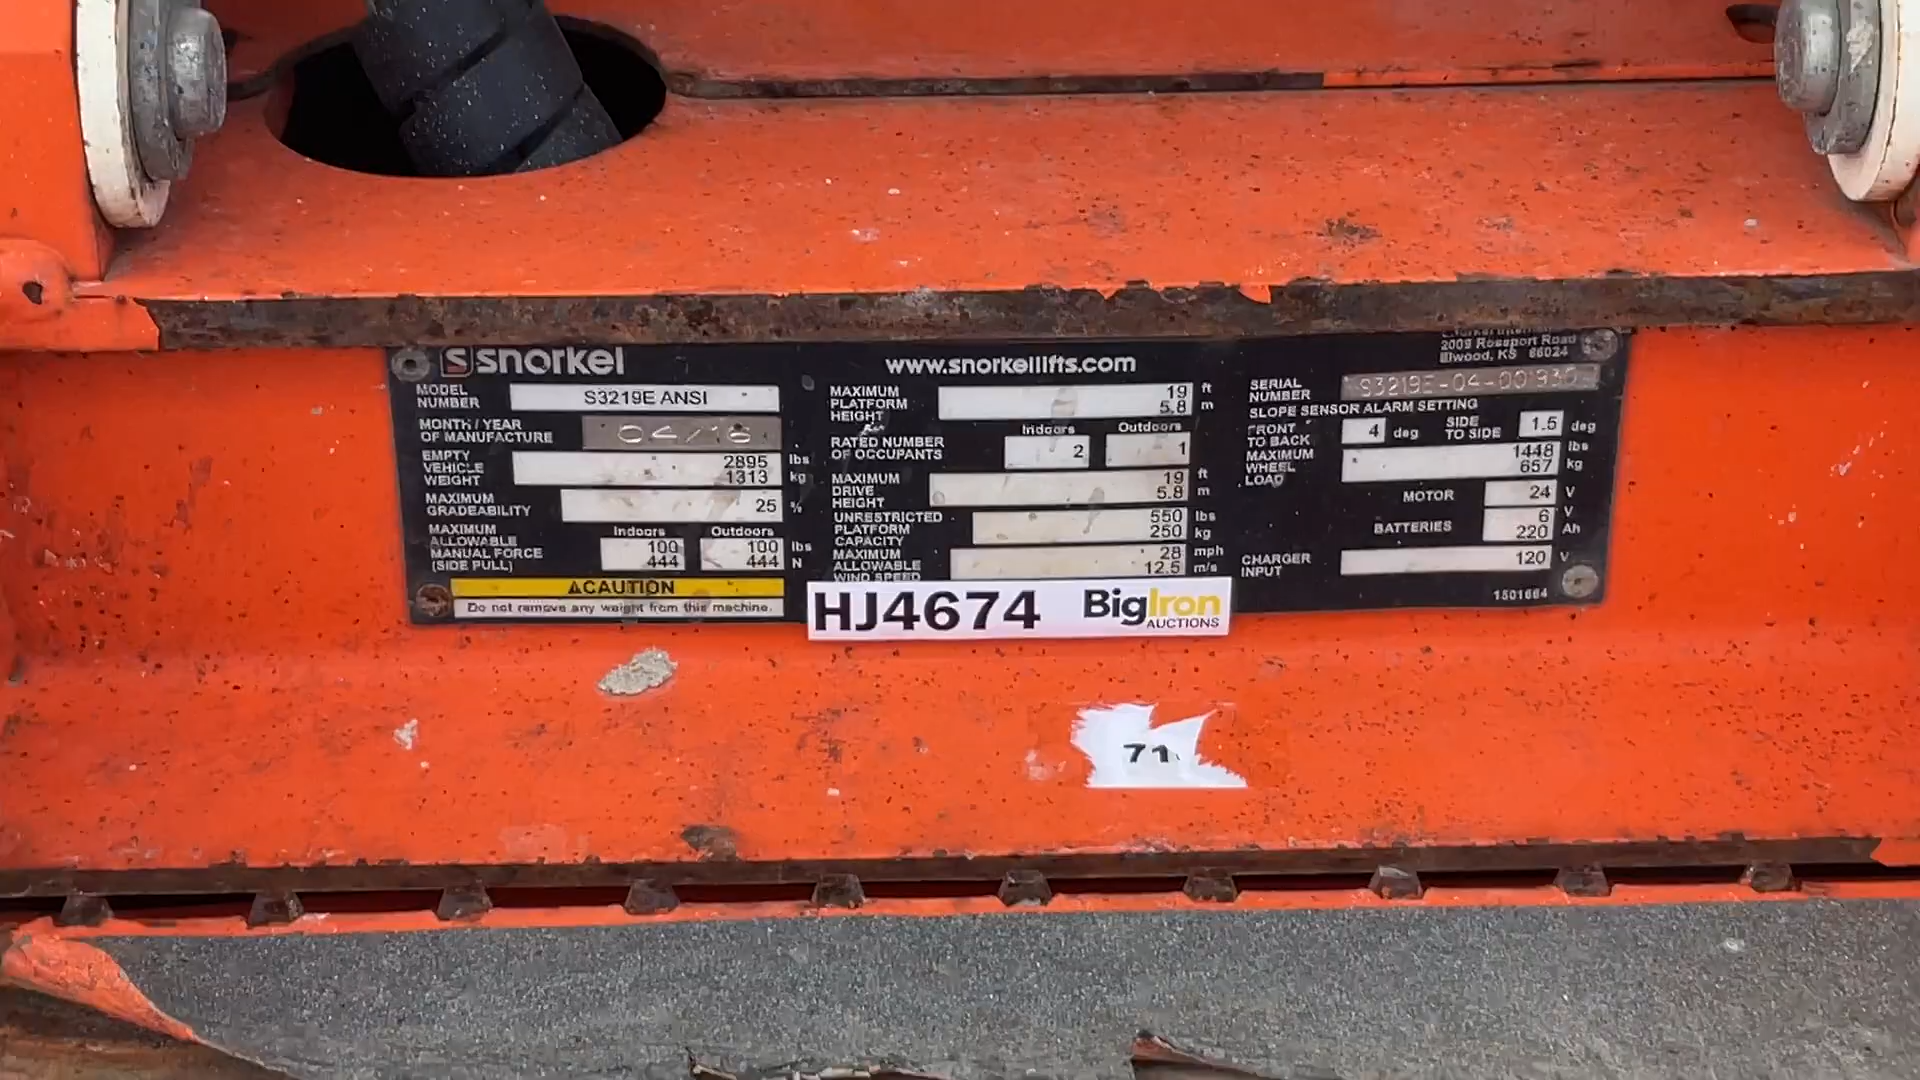 snorkel
www.snorkellifts.com
2009 Rossport Road
Elwood, KS 66024
MODEL NUMBER S3219E ANSI
MONTH / YEAR OF MANUFACTURE 04/16
EMPTY VEHICLE WEIGHT 2895 lbs 1313 kg
MAXIMUM GRADEABILITY 25 %
MAXIMUM ALLOWABLE MANUAL FORCE (SIDE PULL) Indoors 100 444 Outdoors 100 444 lbs N
⚠CAUTION
Do not remove any weight from this machine.
MAXIMUM PLATFORM HEIGHT 19 ft 5.8 m
RATED NUMBER OF OCCUPANTS Indoors 2 Outdoors 1
MAXIMUM DRIVE HEIGHT 19 ft 5.8 m
UNRESTRICTED PLATFORM CAPACITY 550 lbs 250 kg
MAXIMUM ALLOWABLE WIND SPEED 28 mph 12.5 m/s
SERIAL NUMBER S3219E-04-001930
SLOPE SENSOR ALARM SETTING
FRONT TO BACK 4 deg SIDE TO SIDE 1.5 deg
MAXIMUM WHEEL LOAD 1448 lbs 657 kg
MOTOR 24 V
BATTERIES 6 V 220 Ah
CHARGER INPUT 120 V
1501664
HJ4674 BigIron AUCTIONS
71